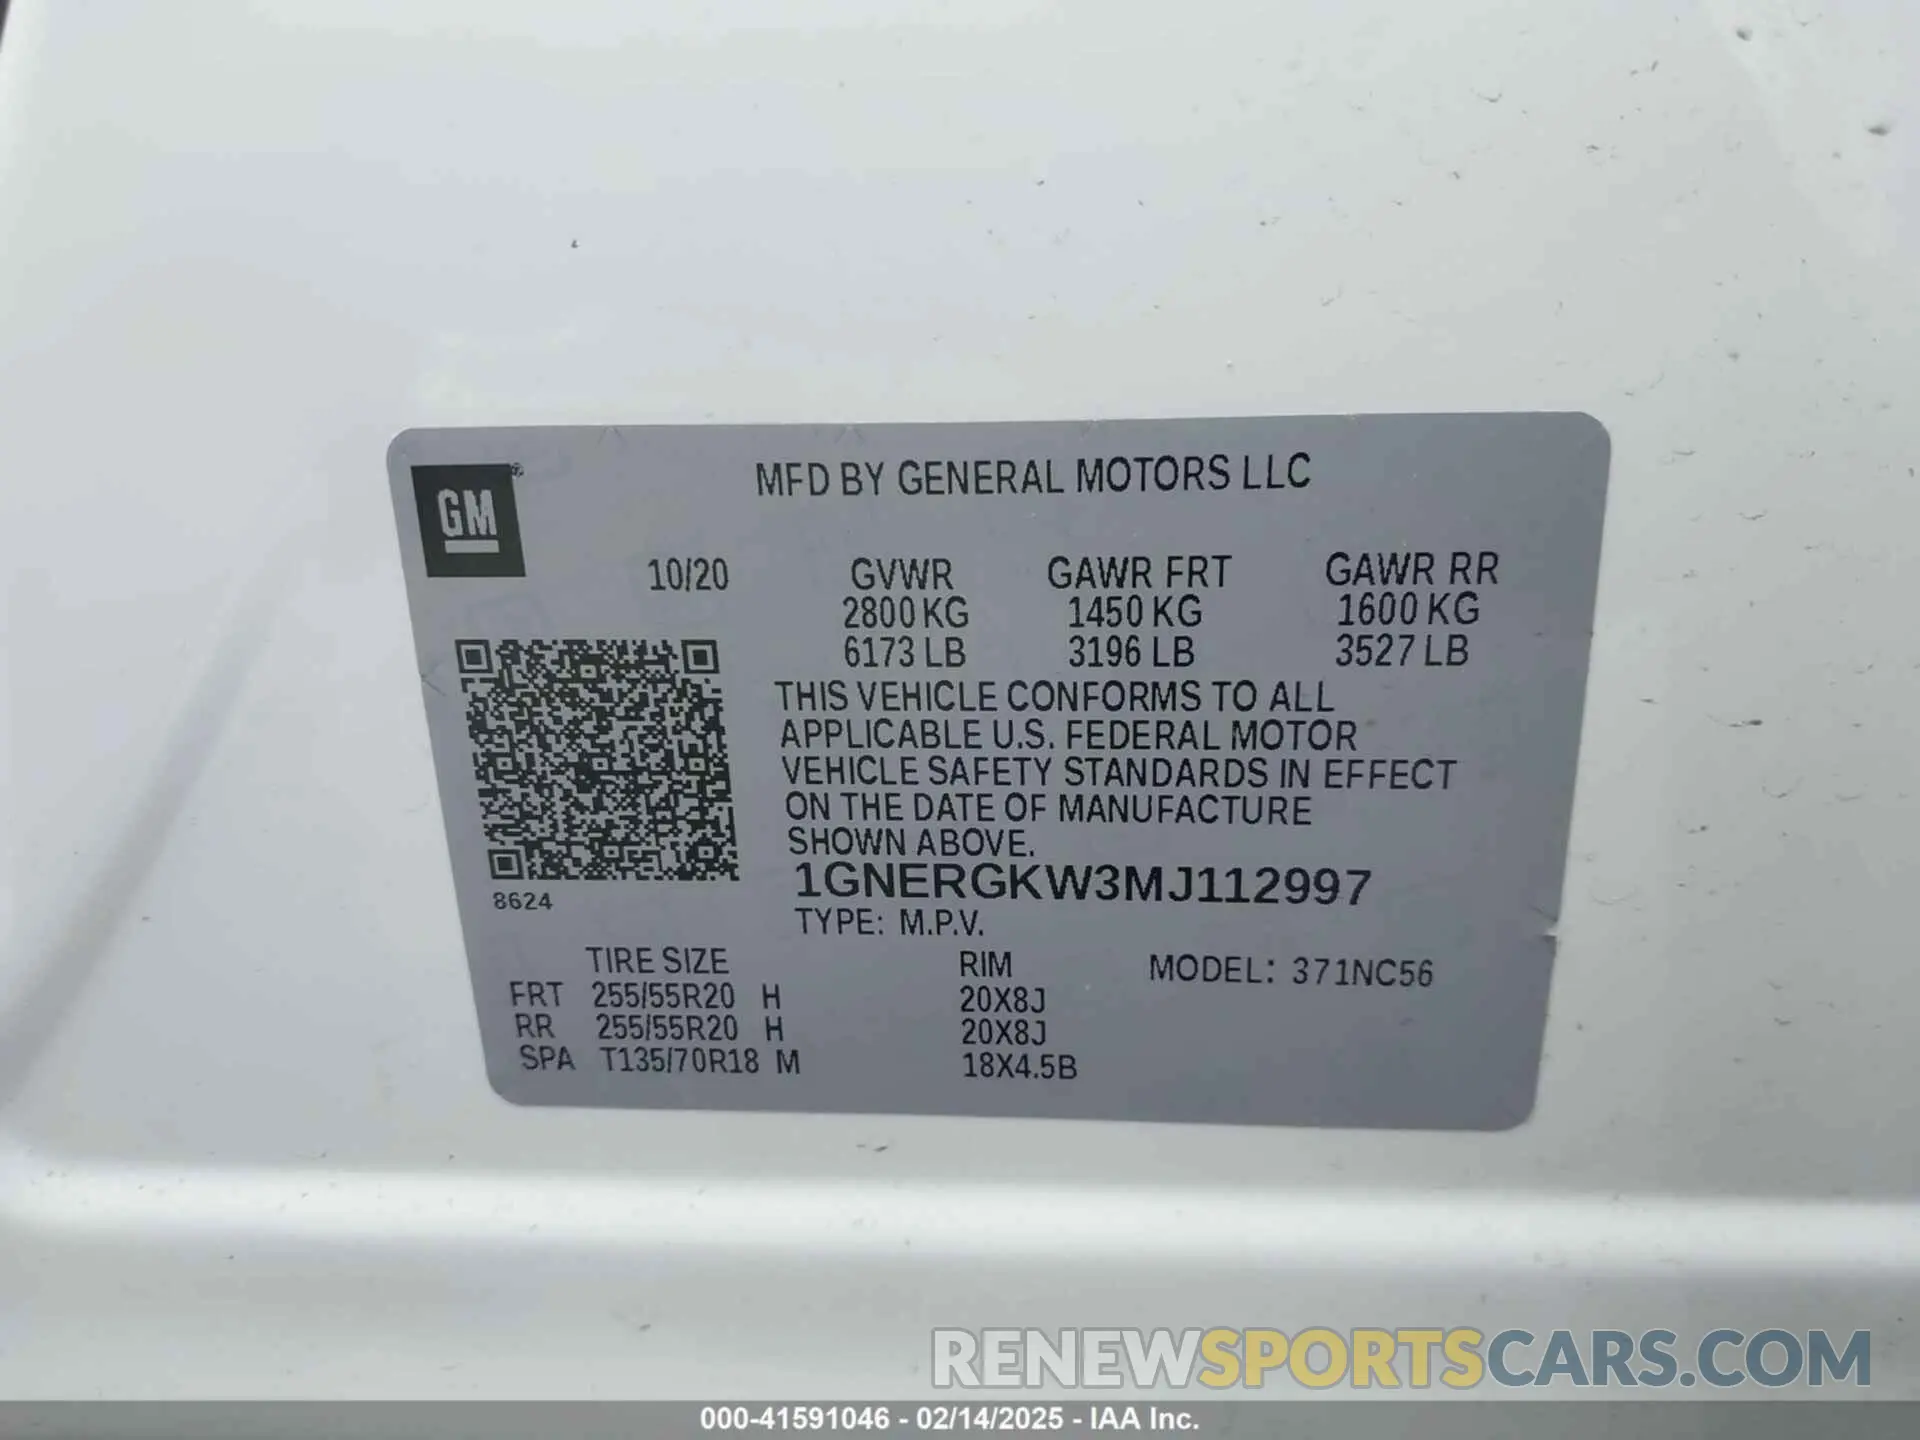 MFD BY GENERAL MOTORS LLC
GM®
10/20 GVWR GAWR FRT GAWR RR
2800 KG 1450 KG 1600 KG
6173 LB 3196 LB 3527 LB
THIS VEHICLE CONFORMS TO ALL
APPLICABLE U.S. FEDERAL MOTOR
VEHICLE SAFETY STANDARDS IN EFFECT
ON THE DATE OF MANUFACTURE
SHOWN ABOVE.
1GNERGKW3MJ112997
8624
TYPE: M.P.V.
TIRE SIZE RIM MODEL: 371NC56
FRT 255/55R20 H 20X8J
RR 255/55R20 H 20X8J
SPA T135/70R18 M 18X4.5B
RENEWSPORTSCARS.COM
000-41591046 - 02/14/2025 - IAA Inc.